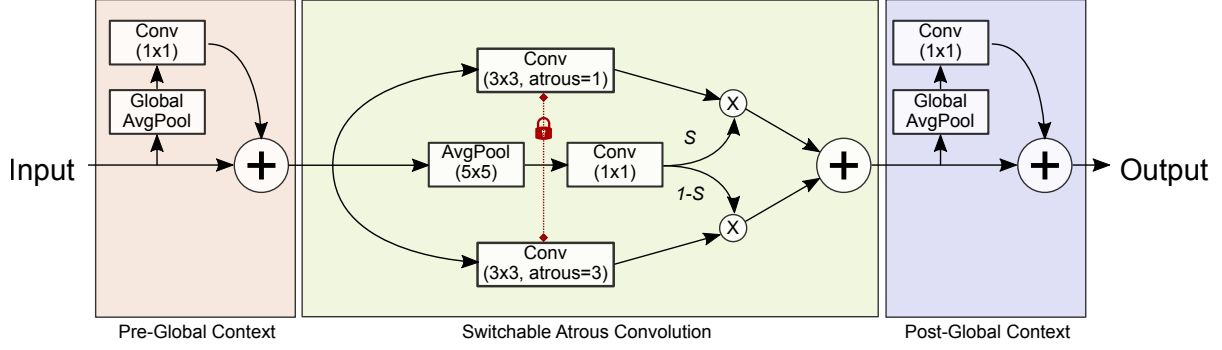 Input
Conv
(1x1)
Global
AvgPool
+
Pre-Global Context
Conv
(3x3, atrous=1)
AvgPool
(5x5)
Conv
(1x1)
S
1-S
X
X
Conv
(3x3, atrous=3)
+
Switchable Atrous Convolution
Conv
(1x1)
Global
AvgPool
+
Post-Global Context
Output